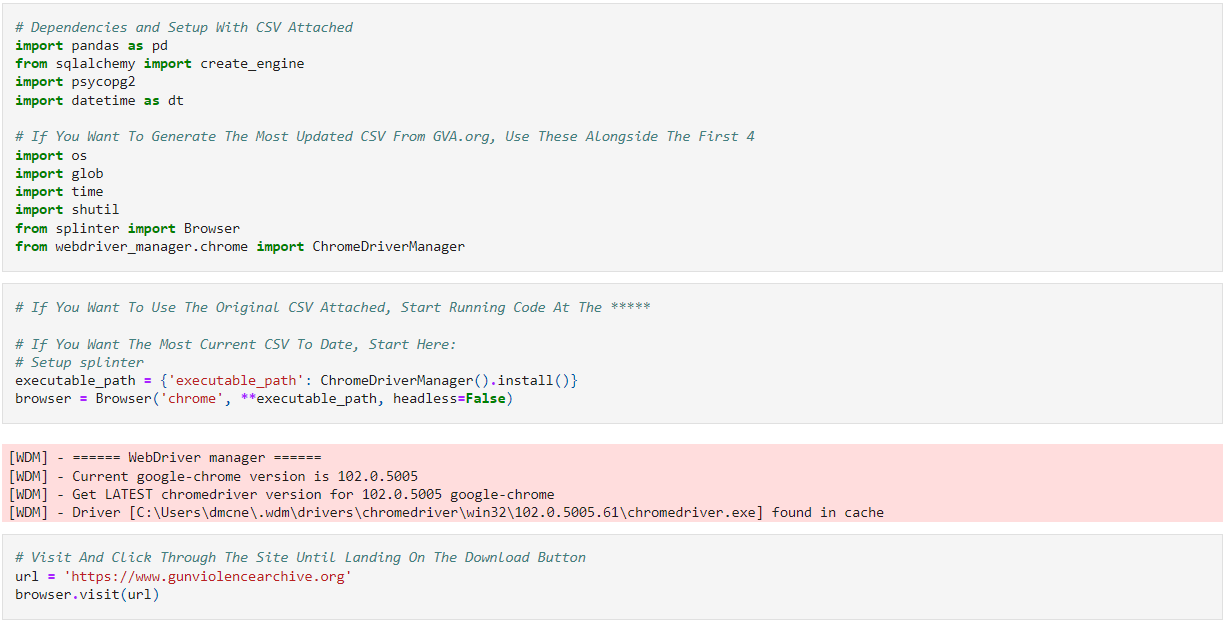 # Dependencies and Setup With CSV Attached
import pandas as pd
from sqlalchemy import create_engine
import psycopg2
import datetime as dt
# If You Want To Generate The Most Updated CSV From GVA.org, Use These Alongside The First 4
import os
import glob
import time
import shutil
from splinter import Browser
from webdriver_manager.chrome import ChromeDriverManager
# If You Want To Use The Original CSV Attached, Start Running Code At The *****
# If You Want The Most Current CSV To Date, Start Here:
# Setup splinter
executable_path = {'executable_path': ChromeDriverManager().install()}
browser = Browser('chrome', **executable_path, headless=False)
[WDM] - ====== WebDriver manager ======
[WDM] - Current google-chrome version is 102.0.5005
[WDM] - Get LATEST chromedriver version for 102.0.5005 google-chrome
[WDM] - Driver [C:\Users\dmcne\.wdm\drivers\chromedriver\win32\102.0.5005.61\chromedriver.exe] found in cache
# Visit And Click Through The Site Until Landing On The Download Button
url = 'https://www.gunviolencearchive.org'
browser.visit(url)